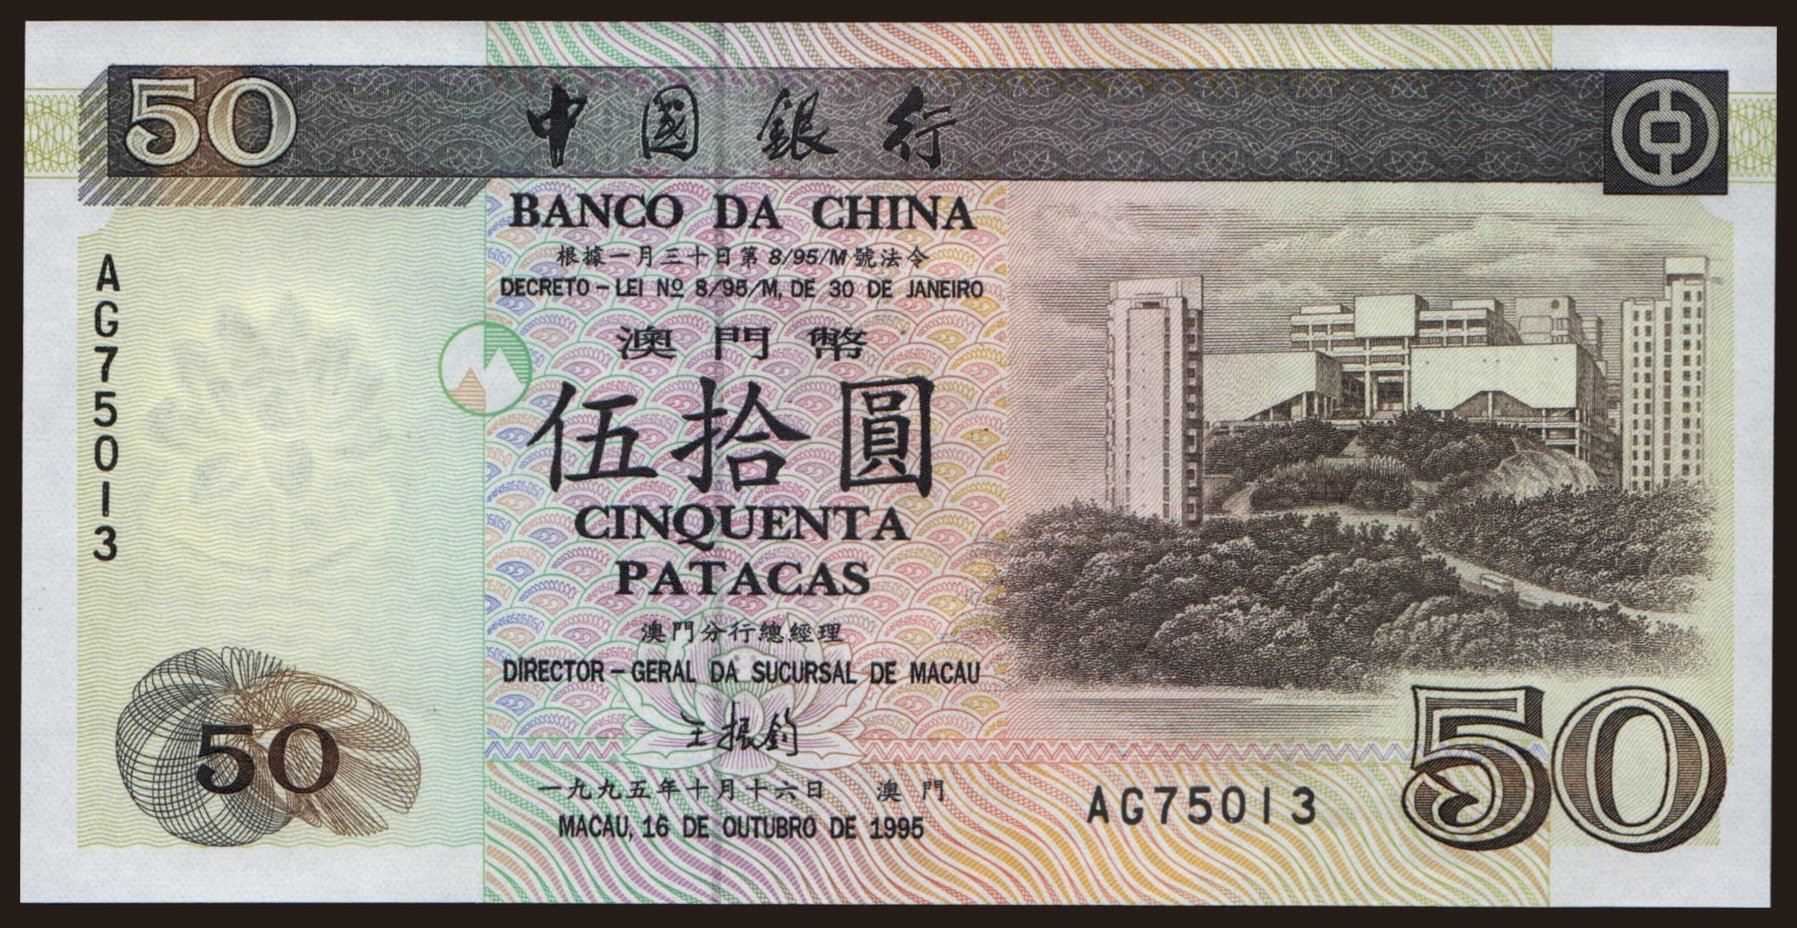 50
中國銀行
BANCO DA CHINA
根據一月三十日第 8/95/M 號法令
DECRETO – LEI Nº 8/95/M, DE 30 DE JANEIRO
AG75013
澳門幣
伍拾圓
CINQUENTA
PATACAS
澳門分行總經理
DIRECTOR – GERAL DA SUCURSAL DE MACAU
王振鈞
50
一九九五年十月十六日 澳門
MACAU, 16 DE OUTUBRO DE 1995
AG75013
50